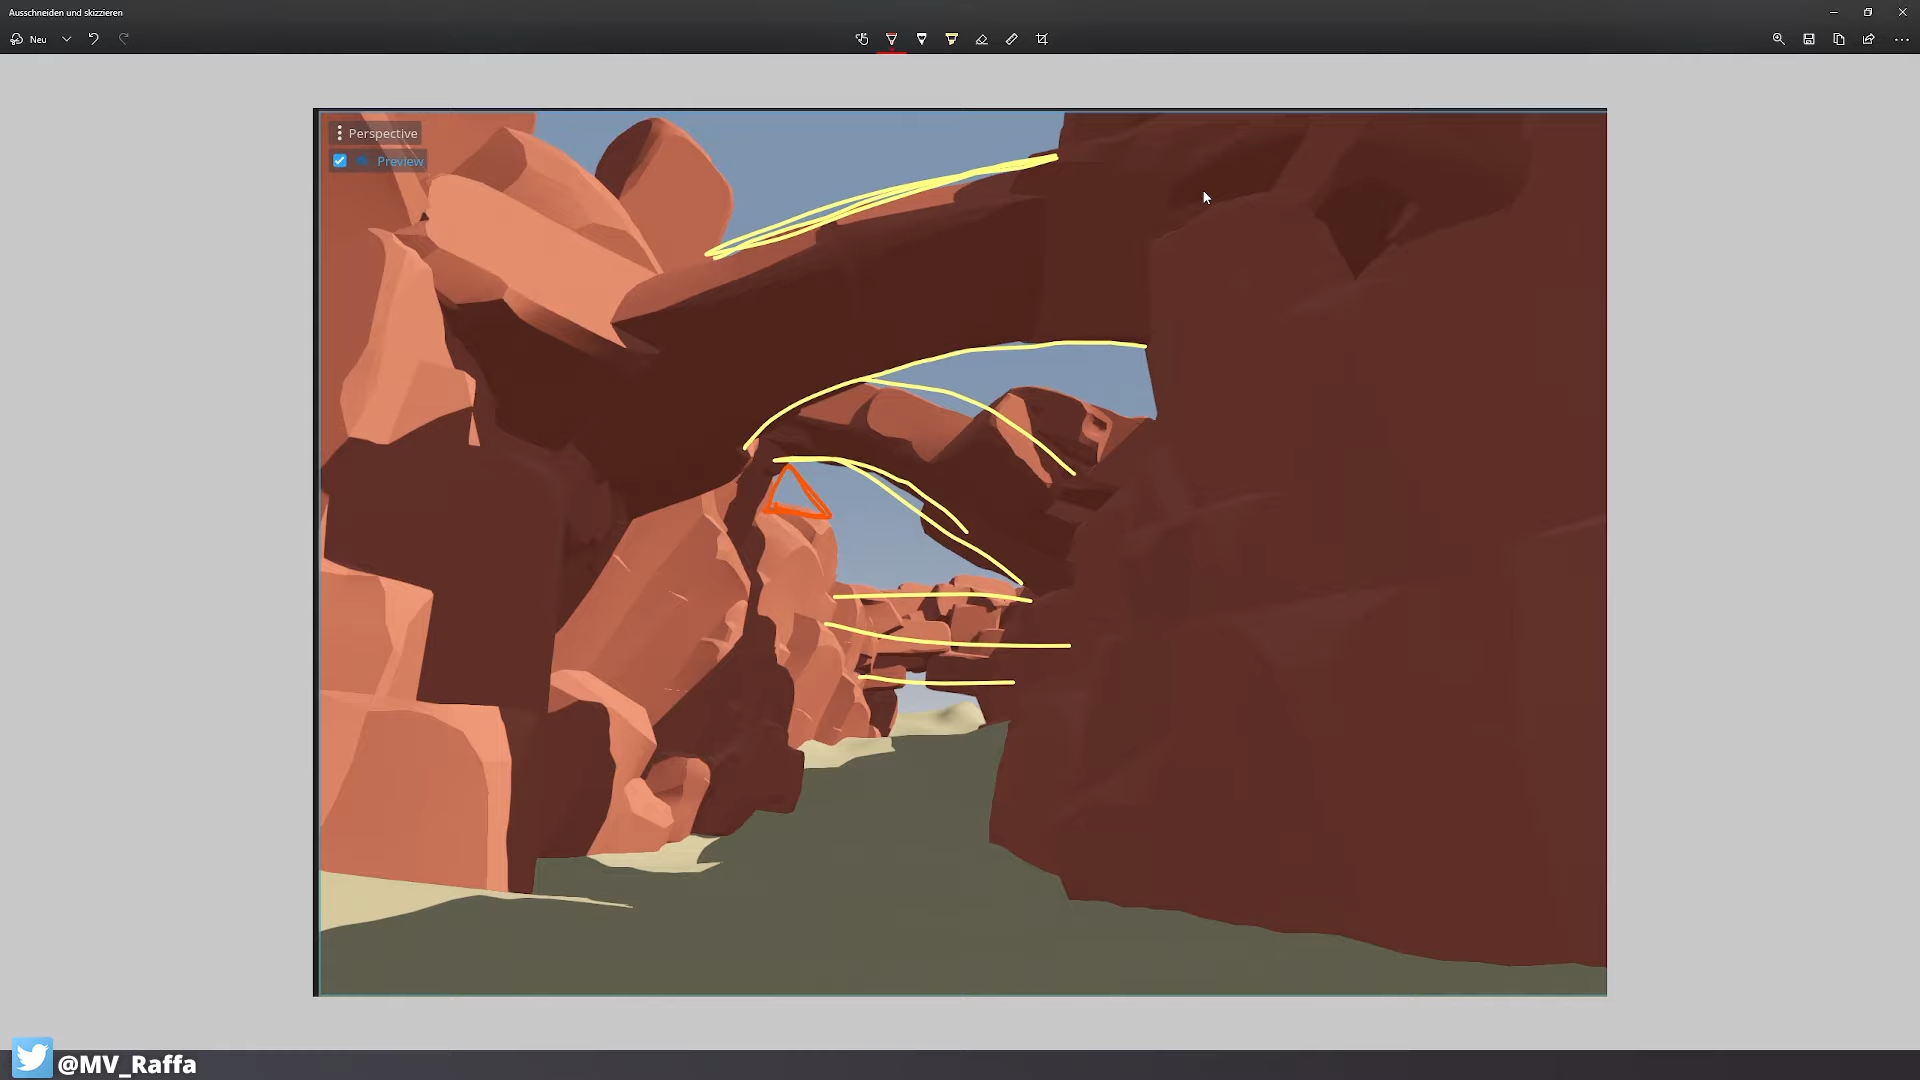 Ausschneiden und skizzieren
Neu
Perspective
Preview
@MV_Raffa